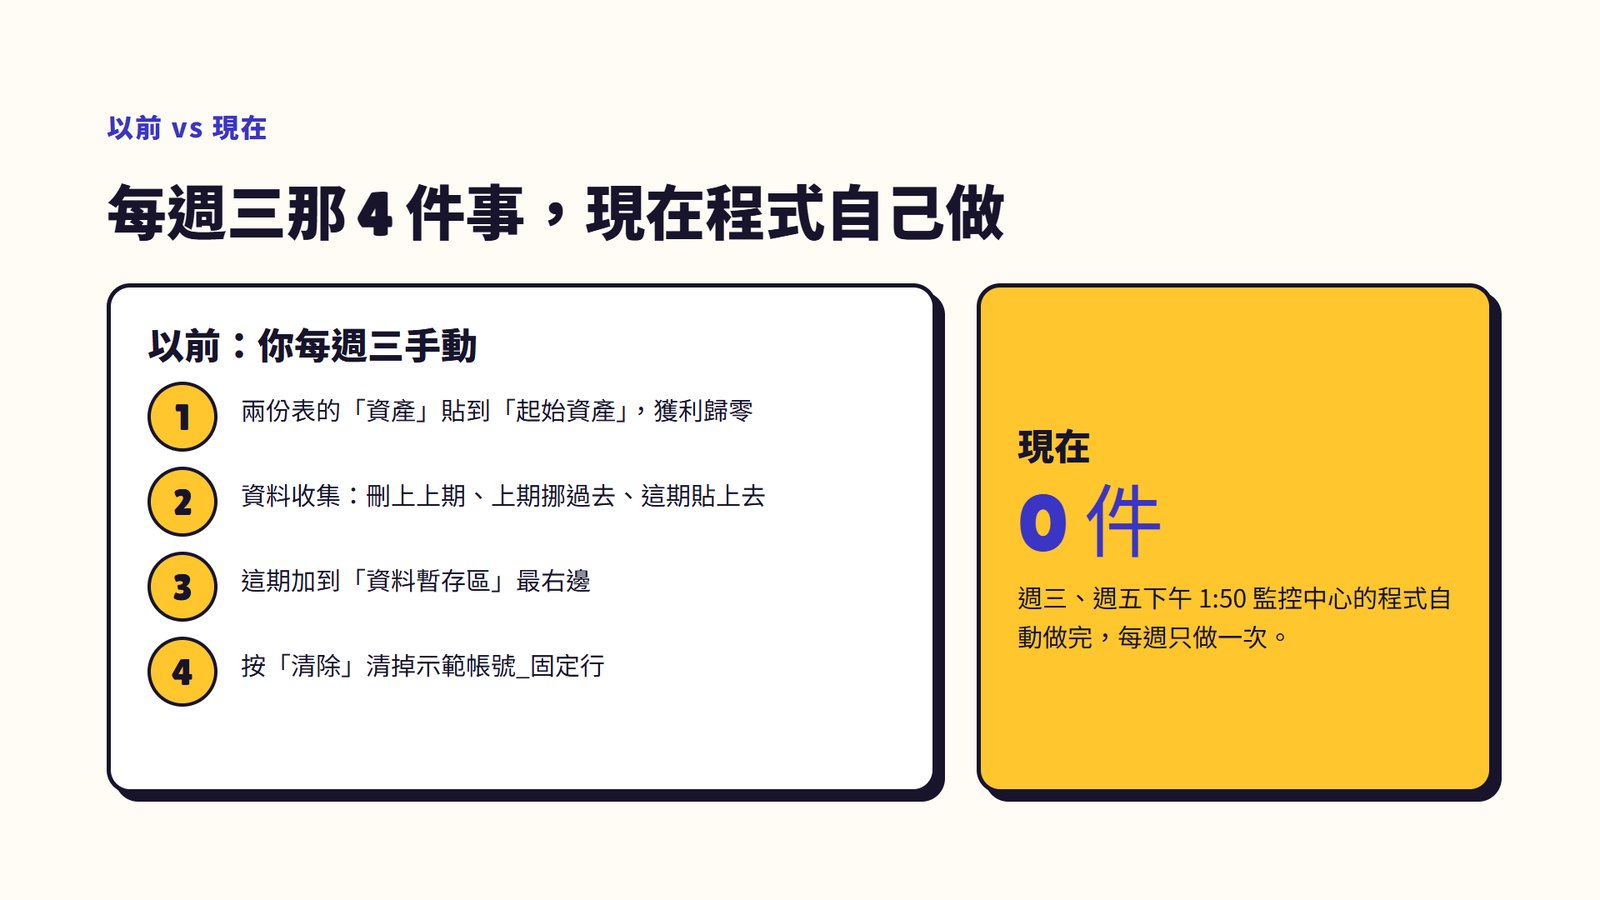 以前 vs 現在
每週三那 4 件事，現在程式自己做
以前：你每週三手動
1 兩份表的「資產」貼到「起始資產」，獲利歸零
2 資料收集：刪上上期、上期挪過去、這期貼上去
3 這期加到「資料暫存區」最右邊
4 按「清除」清掉示範帳號_固定行
現在
0 件
週三、週五下午 1:50 監控中心的程式自
動做完，每週只做一次。